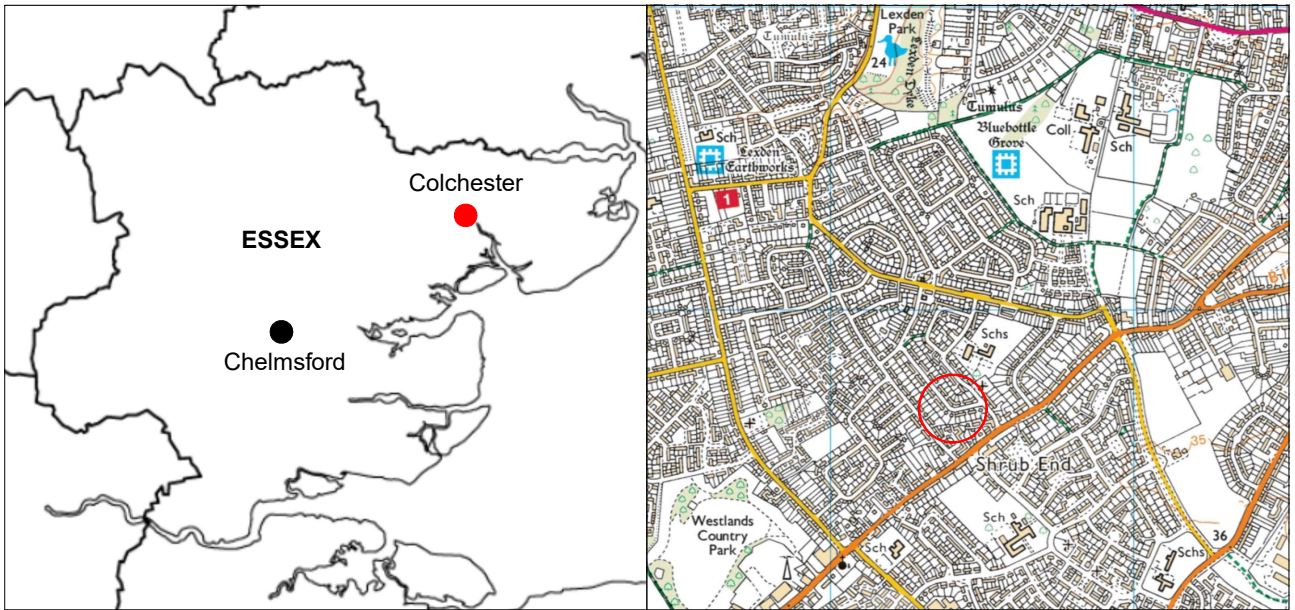 Colchester
ESSEX
Chelmsford
Lexden
Park
24
Lexden Dyke
Tumulus
Bluebottle
Grove
Coll
Sch
Sch
Lexden
Earthworks
1
Sch
Schs
Shrub End
35
Westlands
Country
Park
Sch
Sch
36
Schs